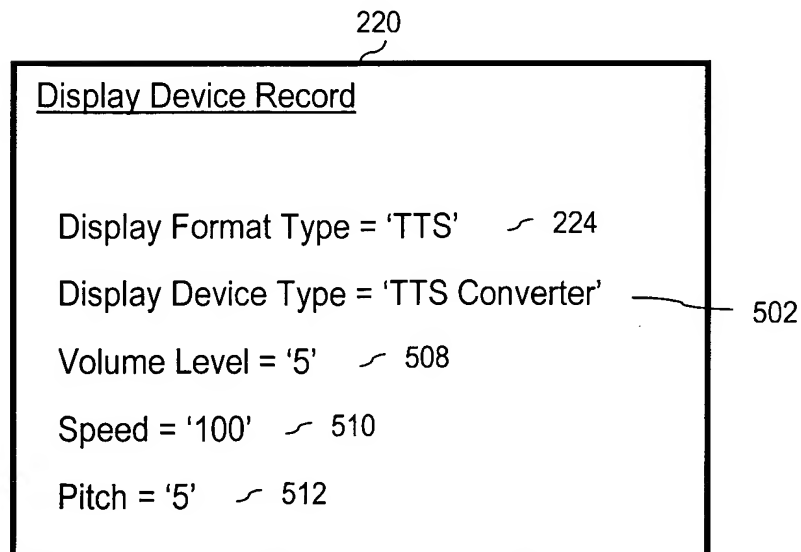 220
Display Device Record
Display Format Type = ‘TTS’ 224
Display Device Type = ‘TTS Converter’ 502
Volume Level = ‘5’ 508
Speed = ‘100’ 510
Pitch = ‘5’ 512